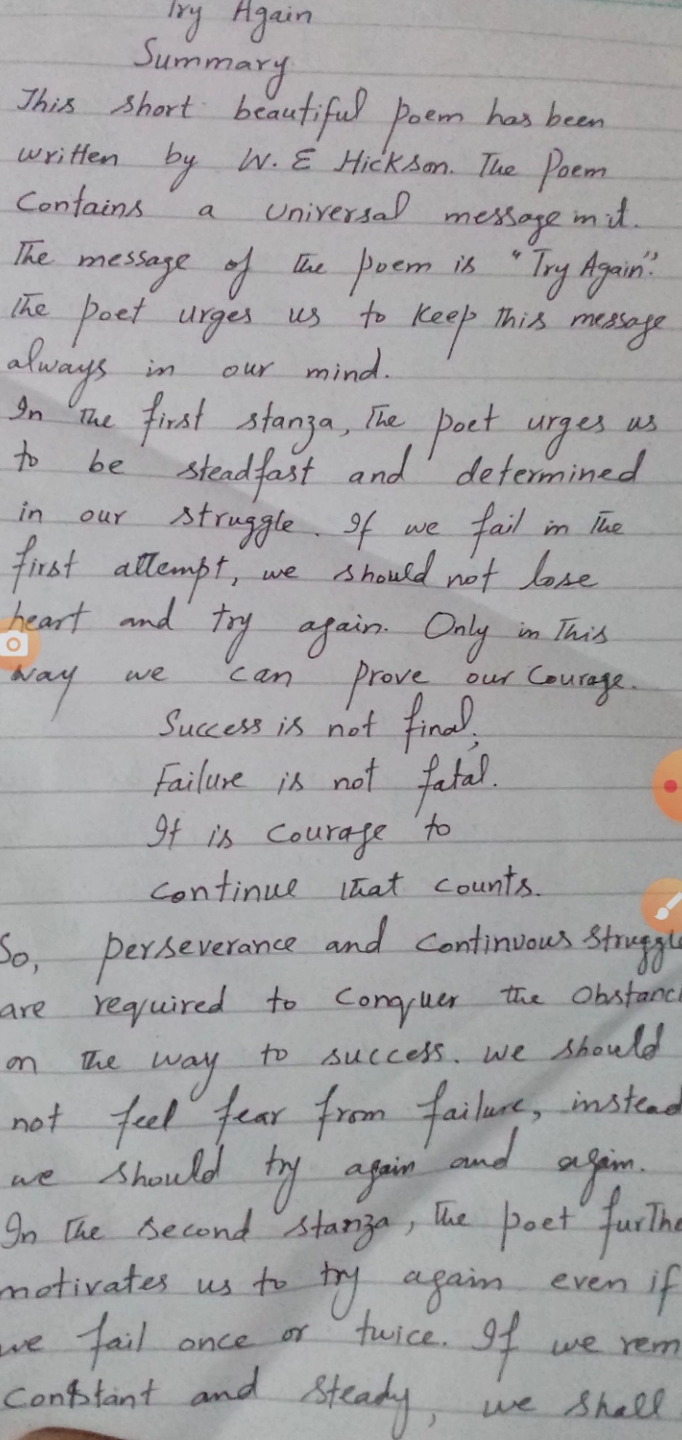 Try Again
Summary
This short beautiful poem has been
written by W. E Hickson. The Poem
Contains a Universal message in it.
The message of the poem is "Try Again".
The poet urges us to keep this message
always in our mind.
In the first stanza, The poet urges us
to be steadfast and determined
in our struggle. If we fail in the
first attempt, we should not lose
heart and try again. Only in This
way we can prove our Courage.
Success is not final,
Failure is not fatal.
It is courage to
continue that counts.
So, perseverance and continuous Struggle
are required to conquer the Obstanc
on the way to success. we should
not feel fear from failure, instead
we should try again and again.
In The second stanza, The poet furthe
motivates us to try again even if
we fail once or twice. If we rem
constant and steady, we shall